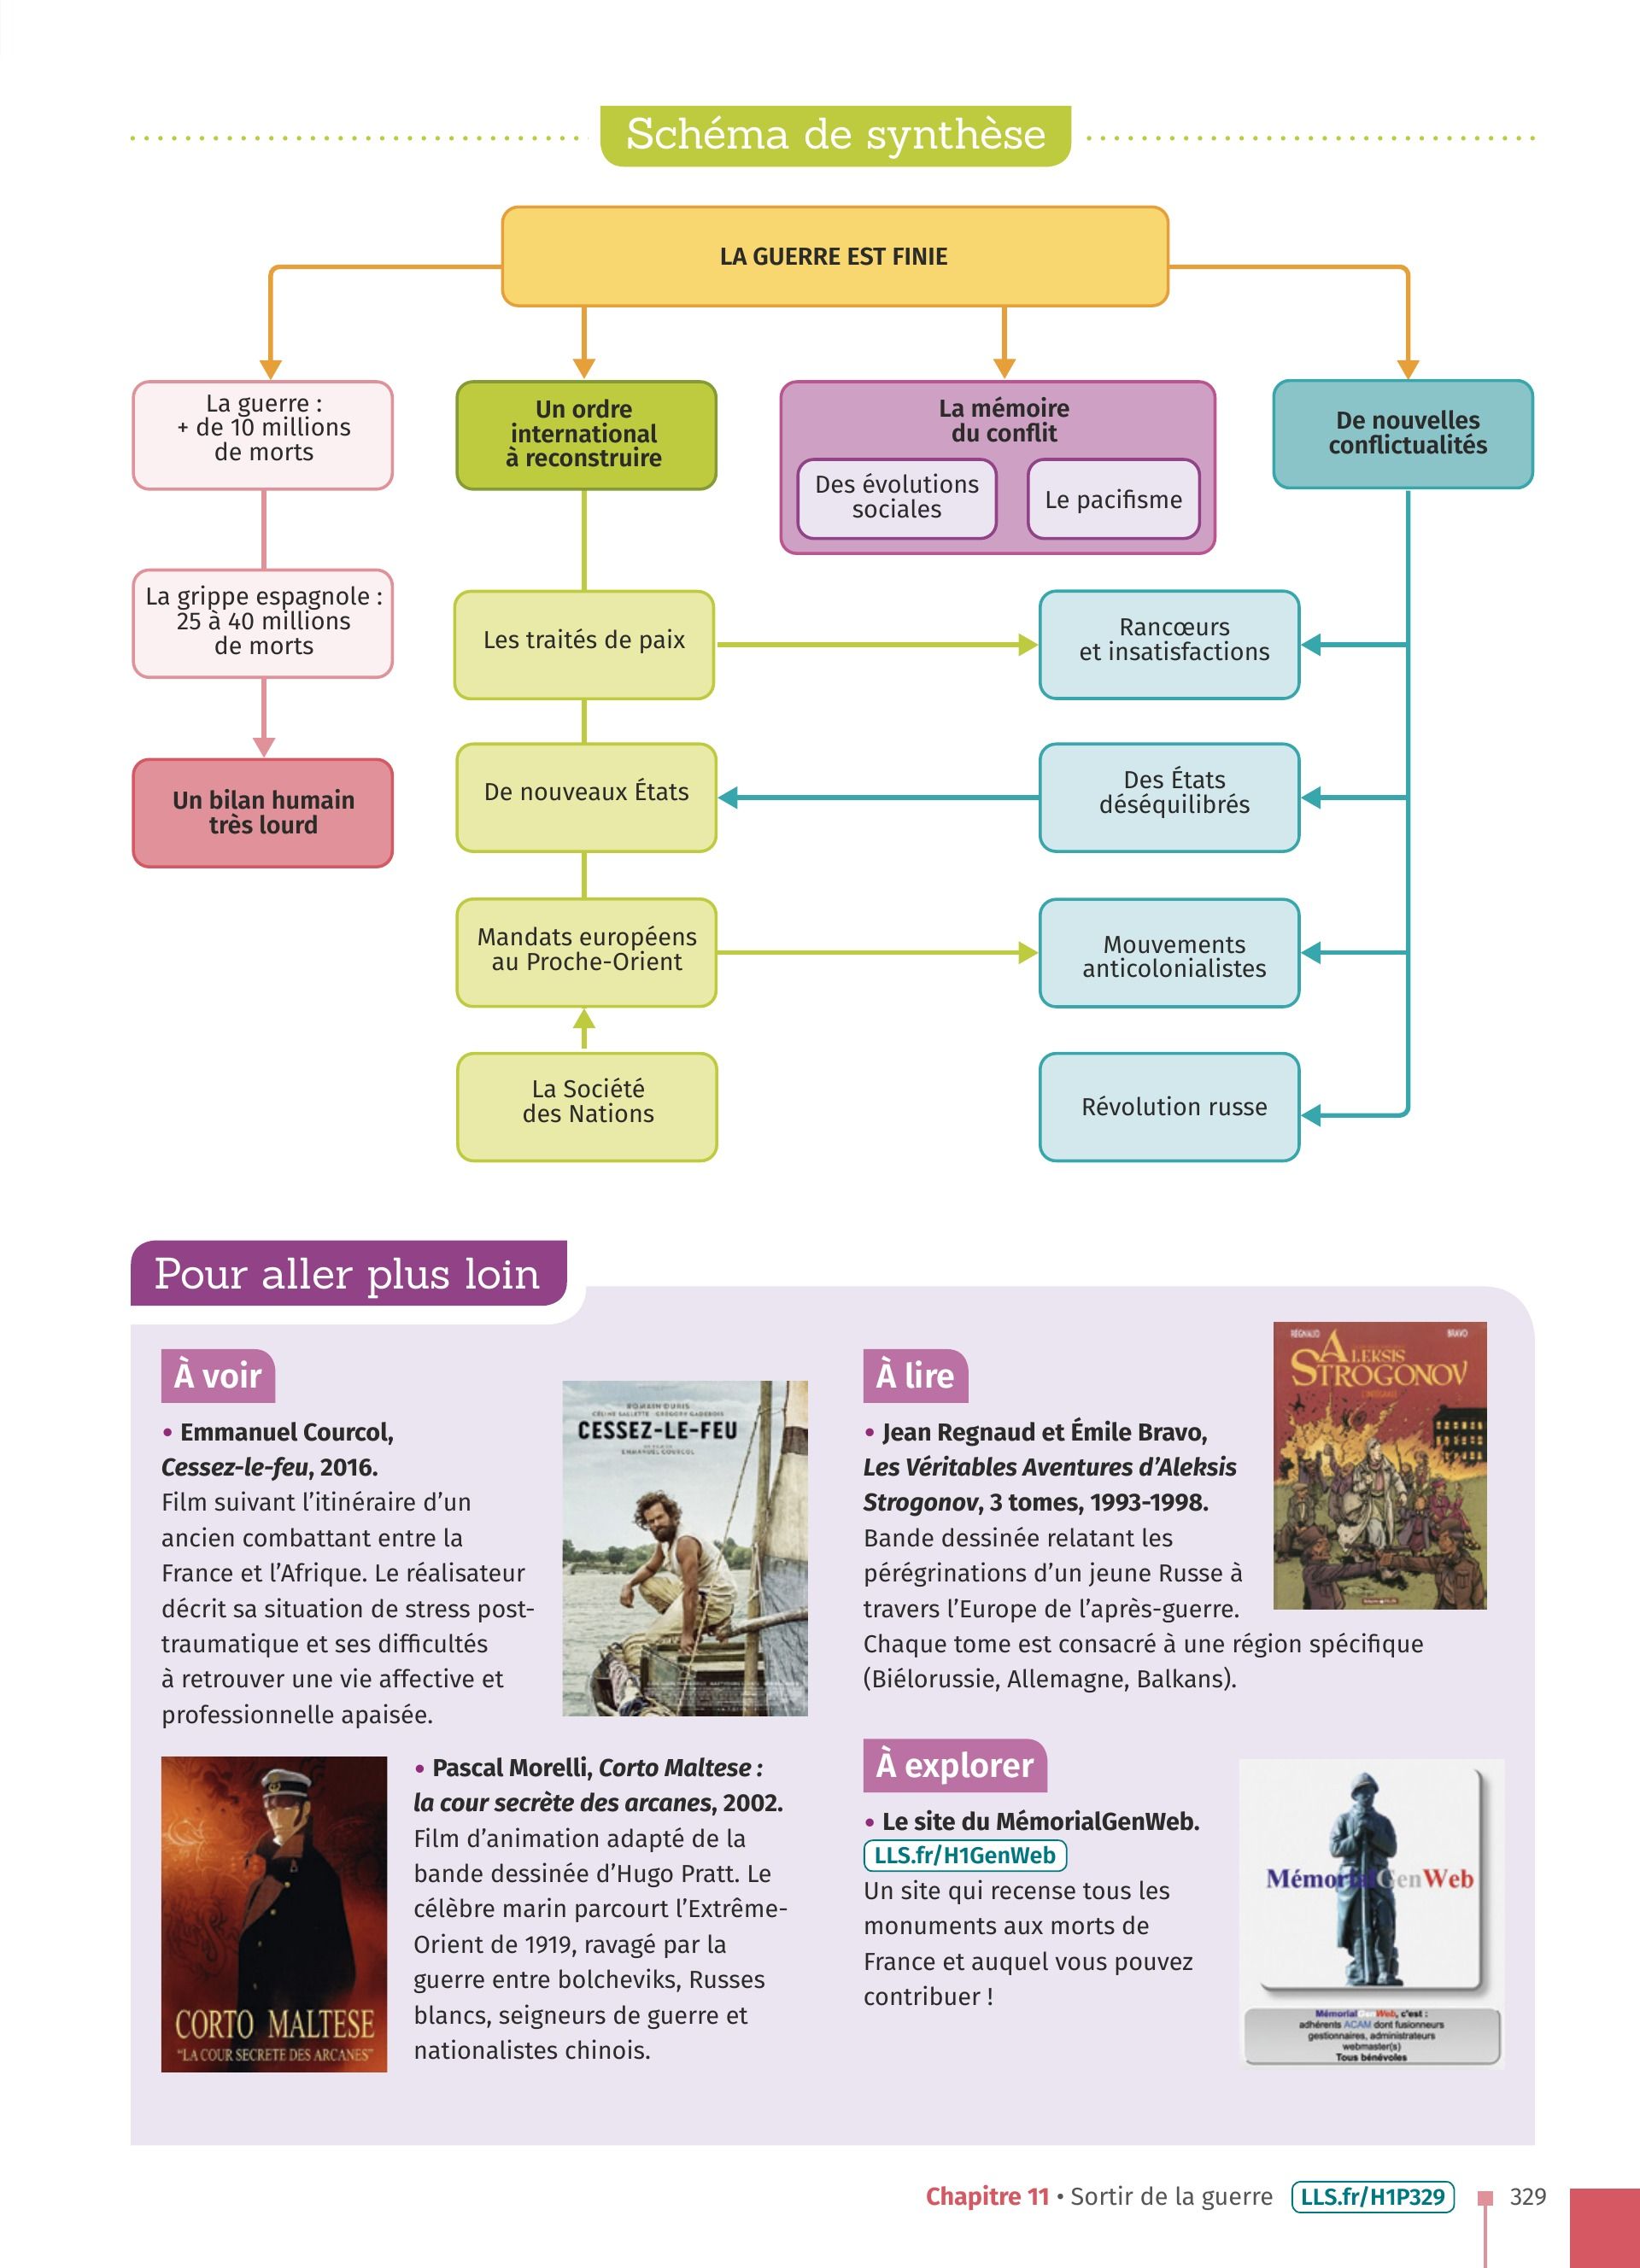 Schéma de synthèse
LA GUERRE EST FINIE
La guerre :
+ de 10 millions
de morts
La grippe espagnole :
25 à 40 millions
de morts
Un bilan humain
très lourd
Un ordre
international
à reconstruire
Les traités de paix
De nouveaux États
Mandats européens
au Proche-Orient
La Société
des Nations
La mémoire
du conflit
Des évolutions
sociales
Le pacifisme
De nouvelles
conflictualités
Rancœurs
et insatisfactions
Des États
déséquilibrés
Mouvements
anticolonialistes
Révolution russe
Pour aller plus loin
À voir
• Emmanuel Courcol,
Cessez-le-feu, 2016.
Film suivant l’itinéraire d’un
ancien combattant entre la
France et l’Afrique. Le réalisateur
décrit sa situation de stress post-
traumatique et ses difficultés
à retrouver une vie affective et
professionnelle apaisée.
ROMAIN DURIS
CÉLINE SALLETTE GRÉGORY GADEBOIS
CESSEZ-LE-FEU
EMMANUEL COURCOL
CORTO MALTESE
"LA COUR SECRETE DES ARCANES"
• Pascal Morelli, Corto Maltese :
la cour secrète des arcanes, 2002.
Film d’animation adapté de la
bande dessinée d’Hugo Pratt. Le
célèbre marin parcourt l’Extrême-
Orient de 1919, ravagé par la
guerre entre bolcheviks, Russes
blancs, seigneurs de guerre et
nationalistes chinois.
À lire
• Jean Regnaud et Émile Bravo,
Les Véritables Aventures d’Aleksis
Strogonov, 3 tomes, 1993-1998.
Bande dessinée relatant les
pérégrinations d’un jeune Russe à
travers l’Europe de l’après-guerre.
Chaque tome est consacré à une région spécifique
(Biélorussie, Allemagne, Balkans).
REGNAUD BRAVO
ALEKSIS
STROGONOV
L'INTÉGRALE
À explorer
• Le site du MémorialGenWeb.
LLS.fr/H1GenWeb
Un site qui recense tous les
monuments aux morts de
France et auquel vous pouvez
contribuer !
MémorialGenWeb
MémorialGenWeb, c'est :
adhérents ACAM dont fusionneurs
gestionnaires, administrateurs
webmaster(s)
Tous bénévoles
Chapitre 11 • Sortir de la guerre LLS.fr/H1P329 329